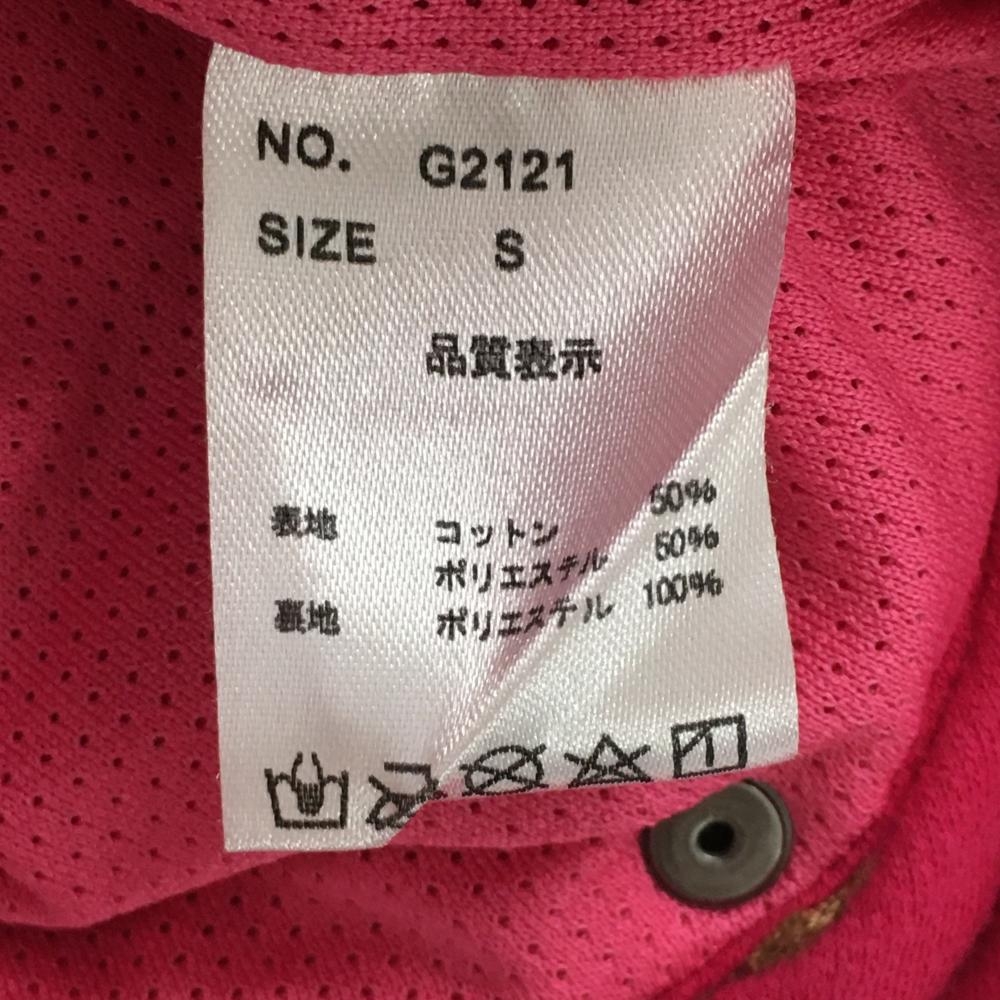 NO. G2121
SIZE S
品質表示
表地 コットン 50%
ポリエステル 50%
裏地 ポリエステル 100%